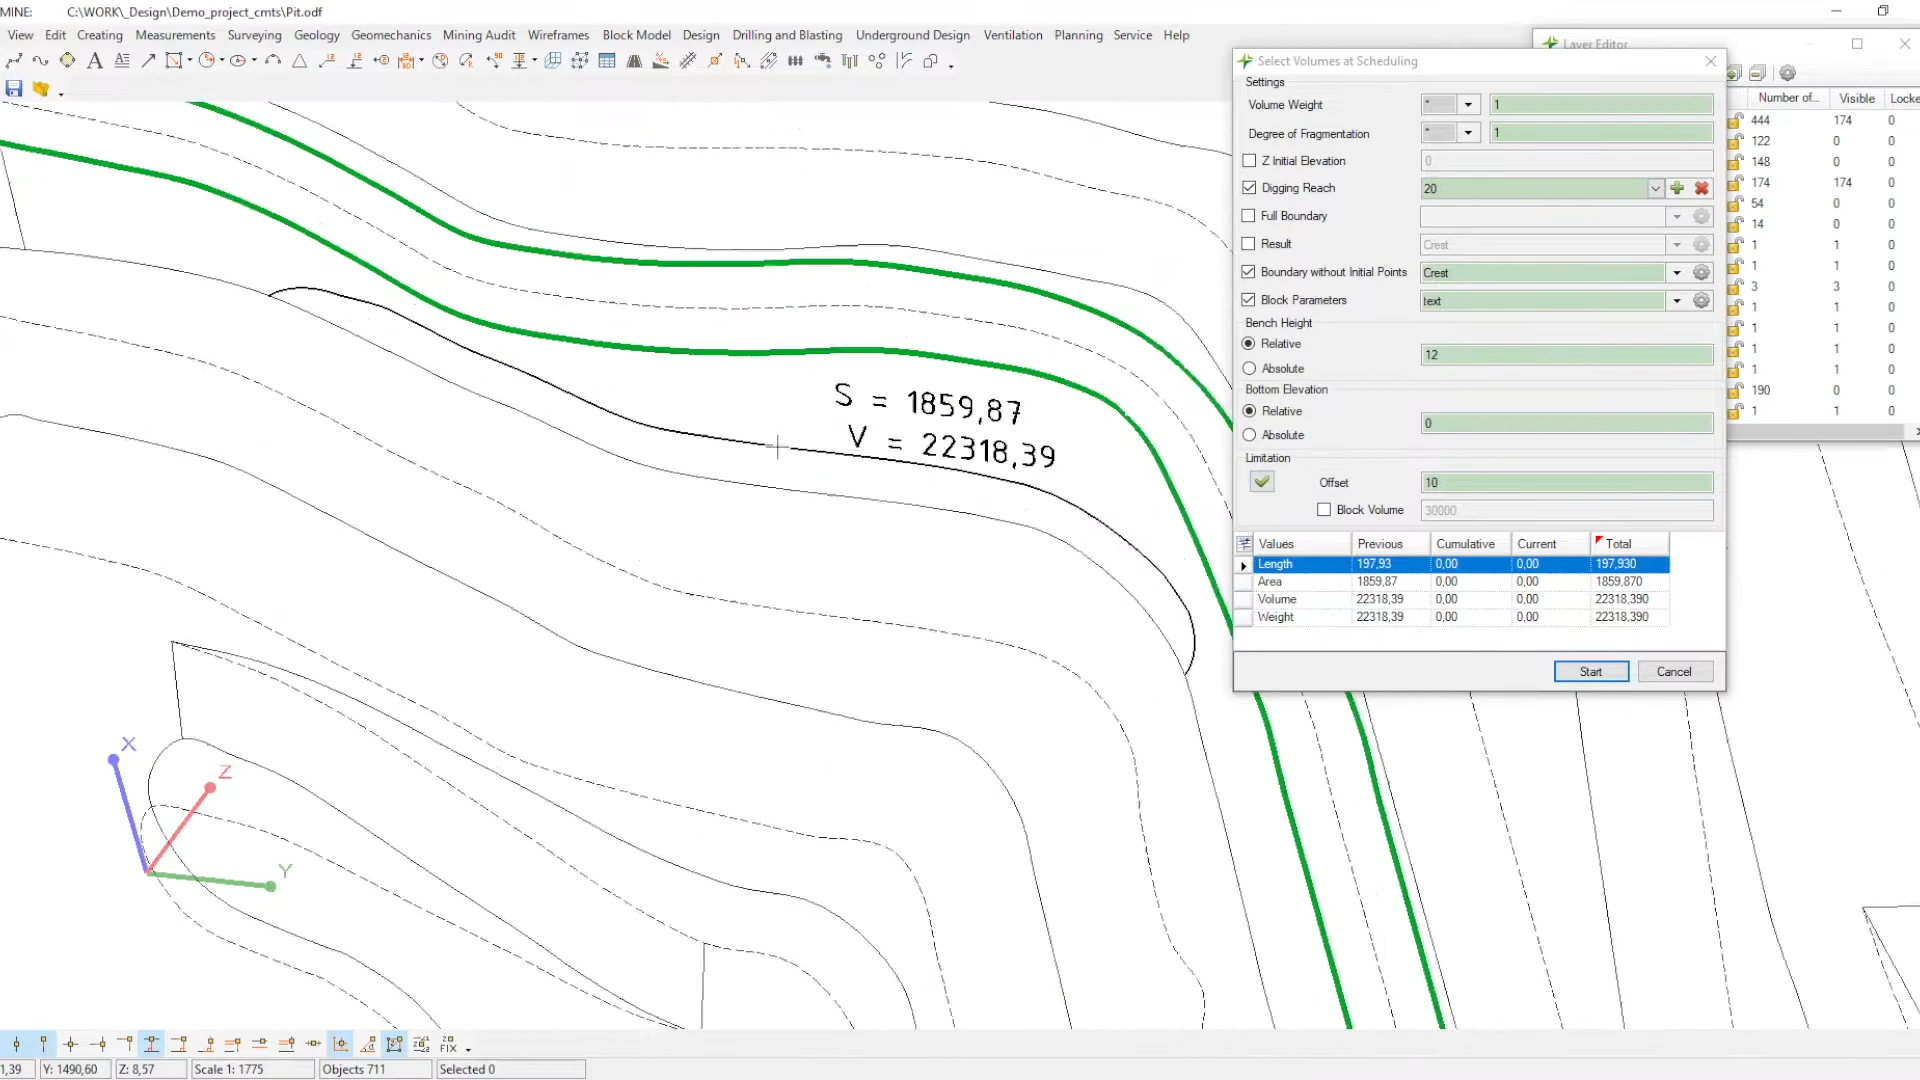 MINE: C:\WORK\_Design\Demo_project_cmts\Pit.odf
View Edit Creating Measurements Surveying Geology Geomechanics Mining Audit Wireframes Block Model Design Drilling and Blasting Underground Design Ventilation Planning Service Help
Layer Editor
Number of... Visible Locke
444 174 0
122 0 0
148 0 0
174 174 0
54 0 0
14 0 0
1 1 0
1 1 0
3 3 0
1 1 0
1 1 0
1 1 0
1 1 0
190 0 0
1 1 0
Select Volumes at Scheduling
Settings
Volume Weight * 1
Degree of Fragmentation * 1
Z Initial Elevation 0
Digging Reach 20
Full Boundary
Result Crest
Boundary without Initial Points Crest
Block Parameters text
Bench Height
Relative
12
Absolute
Bottom Elevation
Relative
0
Absolute
Limitation
Offset 10
Block Volume 30000
Values Previous Cumulative Current Total
Length 197,93 0,00 0,00 197,930
Area 1859,87 0,00 0,00 1859,870
Volume 22318,39 0,00 0,00 22318,390
Weight 22318,39 0,00 0,00 22318,390
Start Cancel
S = 1859,87
V = 22318,39
X
Z
Y
FIX
1,39 Y: 1490,60 Z: 8,57 Scale 1: 1775 Objects 711 Selected 0